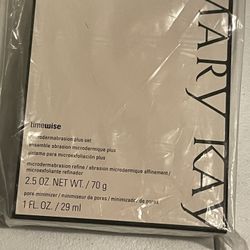 MARY KAY
timewise
microdermabrasion plus set
ensemble abrasion microdermique plus
sistema para microexfoliación plus
microdermabrasion refine / abrasion microdermique affinement /
microexfoliante refinador
2.5 OZ. NET WT. / 70 g
pore minimizer / minimiseur de pores / minimizador de poros
1 FL. OZ. / 29 ml